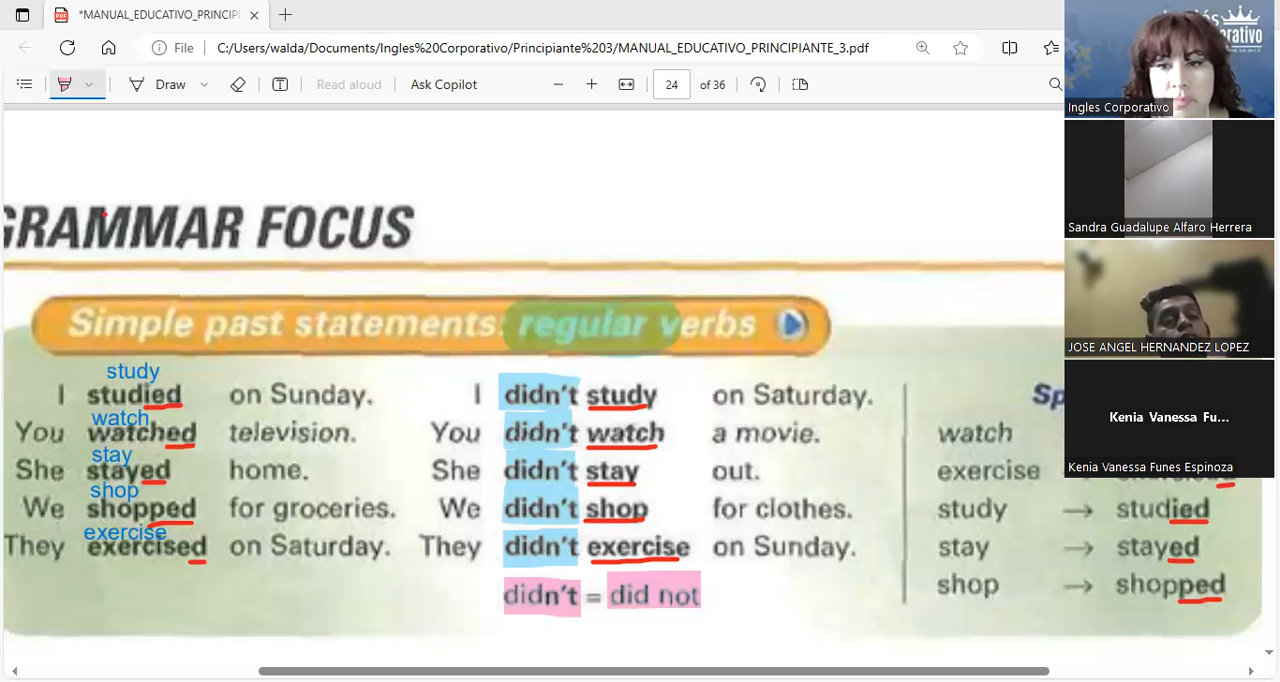 *MANUAL_EDUCATIVO_PRINCIPI
File C:/Users/walda/Documents/Ingles%20Corporativo/Principante%203/MANUAL_EDUCATIVO_PRINCIPIANTE_3.pdf
Draw Read aloud Ask Copilot 24 of 36
Ingles Corporativo
Sandra Guadalupe Alfaro Herrera
JOSE ANGEL HERNANDEZ LOPEZ
Kenia Vanessa Fu...
Kenia Vanessa Funes Espinoza
GRAMMAR FOCUS
Simple past statements: regular verbs
study
I studied on Sunday. I didn't study on Saturday.
watch
You watched television. You didn't watch a movie. watch
stay
She stayed home. She didn't stay out. exercise
shop
We shopped for groceries. We didn't shop for clothes. study → studied
exercise
They exercised on Saturday. They didn't exercise on Sunday. stay → stayed
didn't = did not shop → shopped